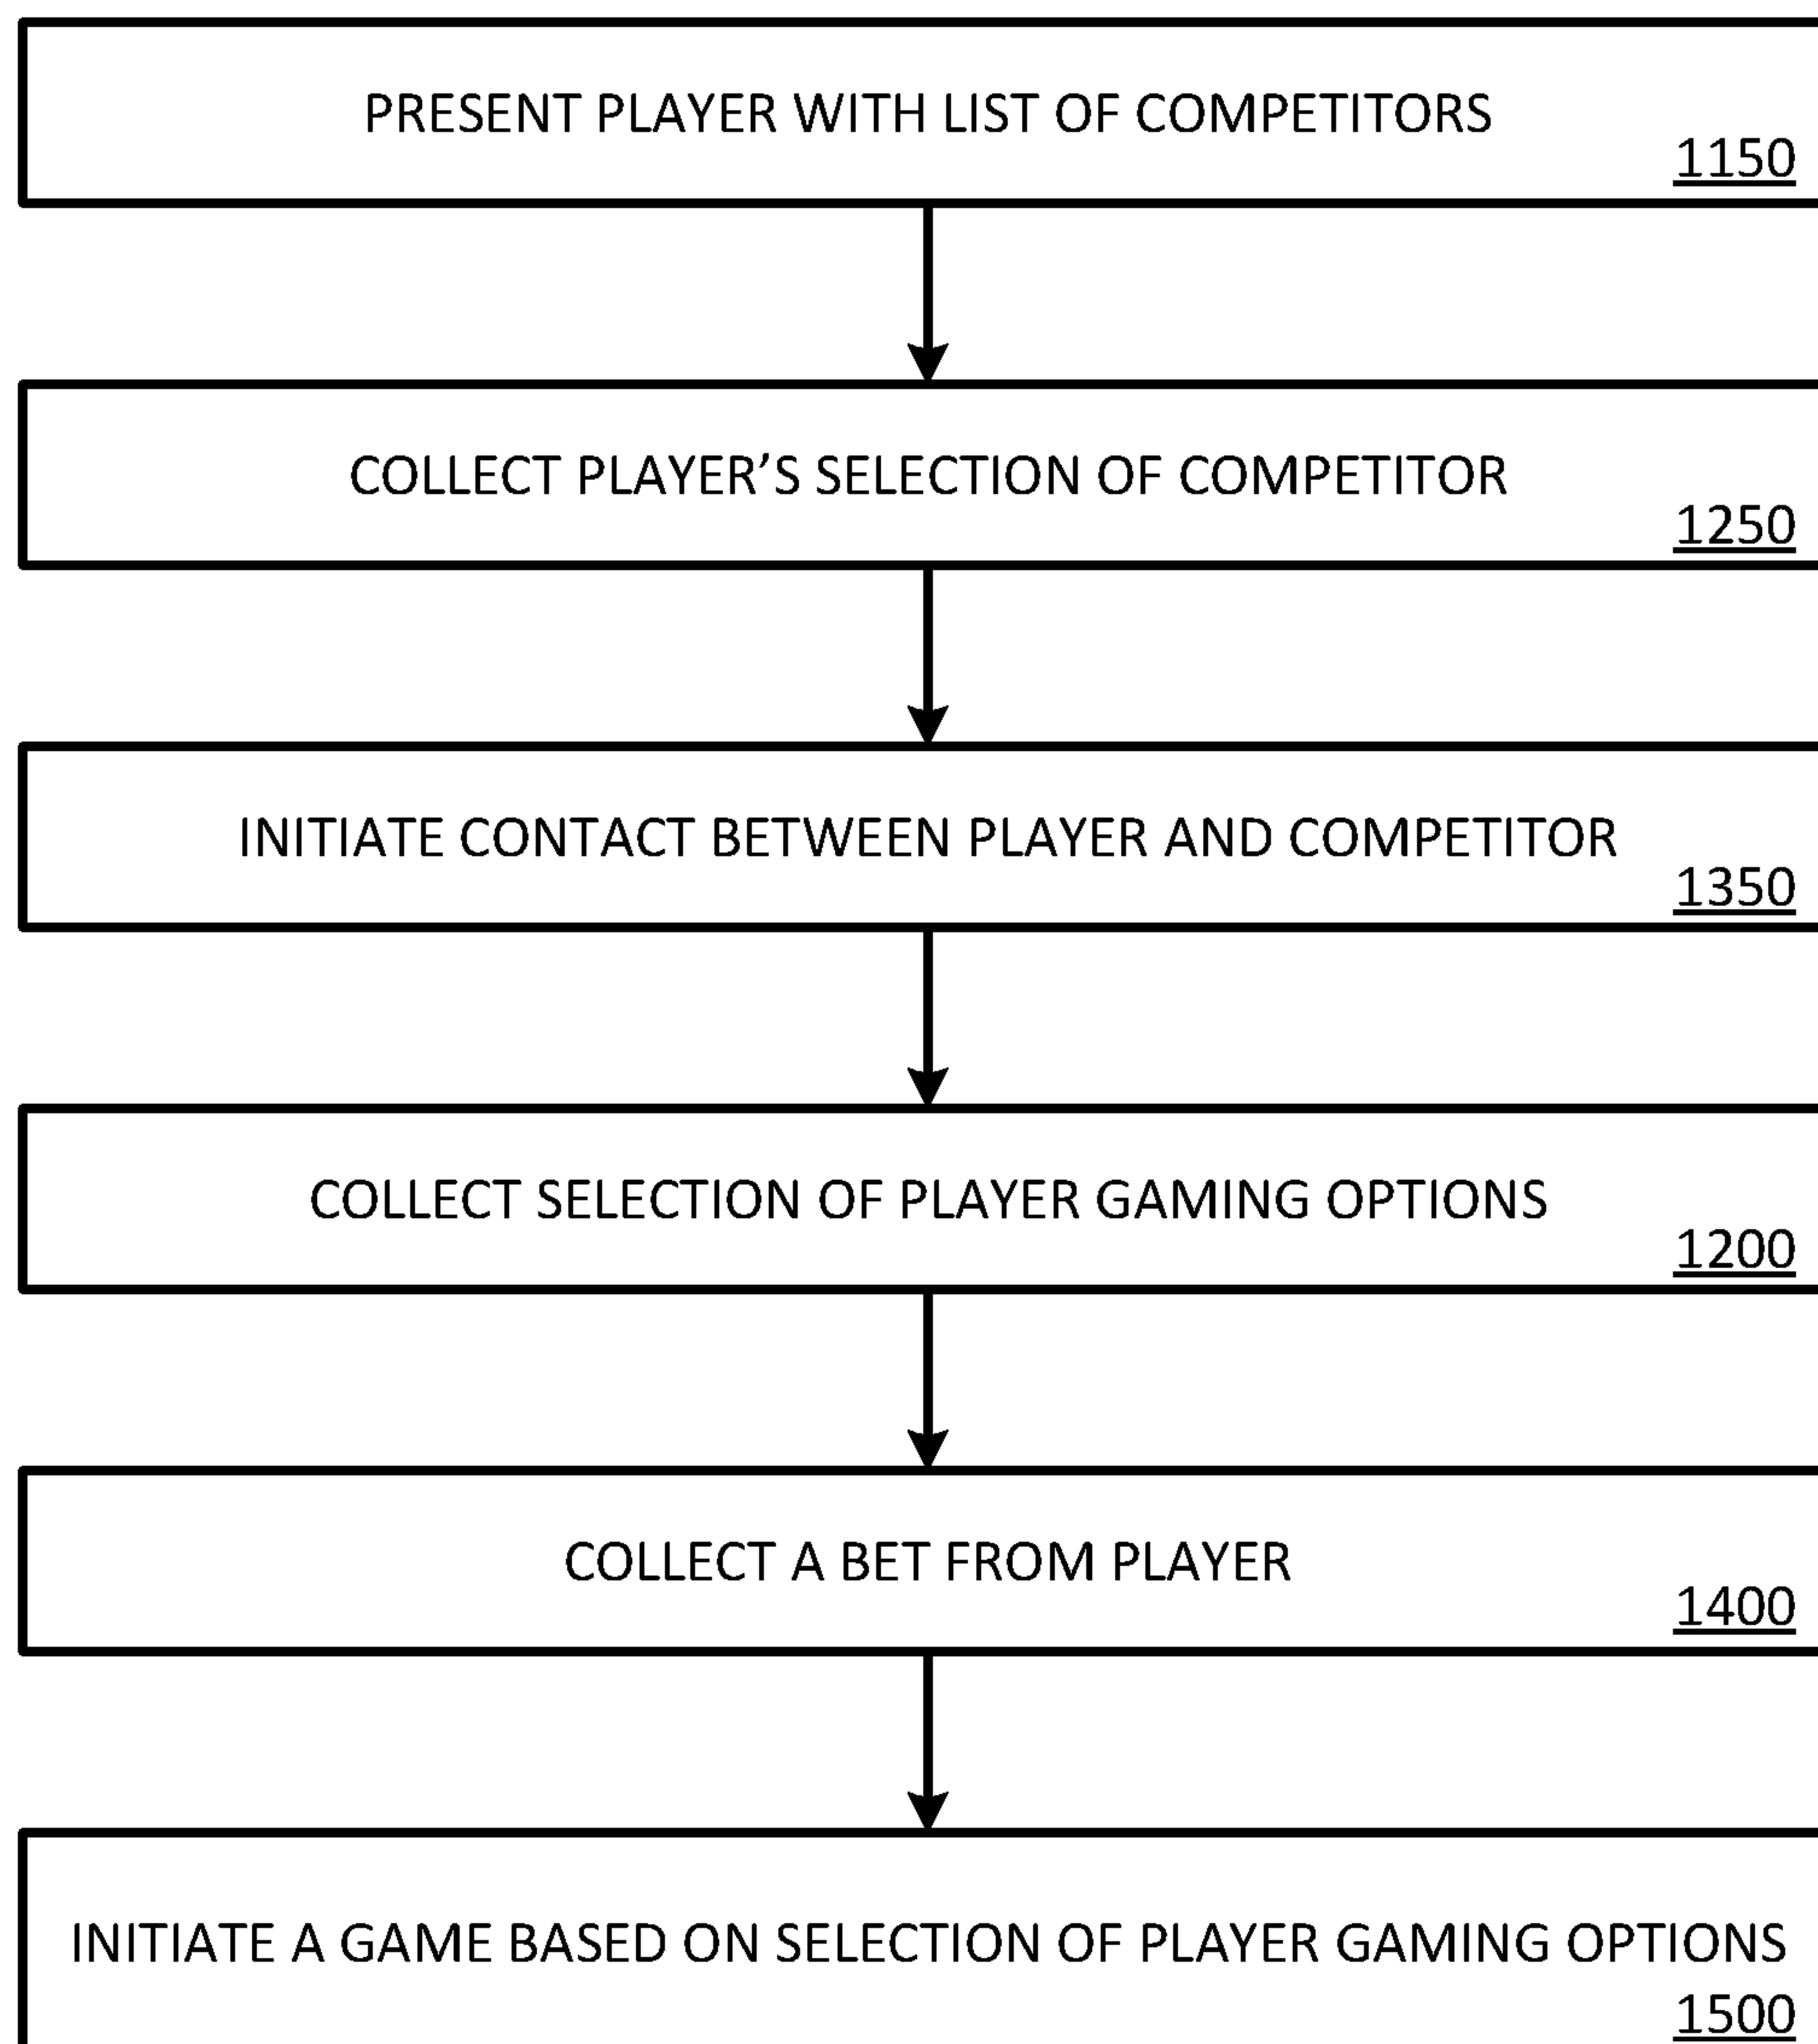 PRESENT PLAYER WITH LIST OF COMPETITORS
1150
COLLECT PLAYER’S SELECTION OF COMPETITOR
1250
INITIATE CONTACT BETWEEN PLAYER AND COMPETITOR
1350
COLLECT SELECTION OF PLAYER GAMING OPTIONS
1200
COLLECT A BET FROM PLAYER
1400
INITIATE A GAME BASED ON SELECTION OF PLAYER GAMING OPTIONS
1500